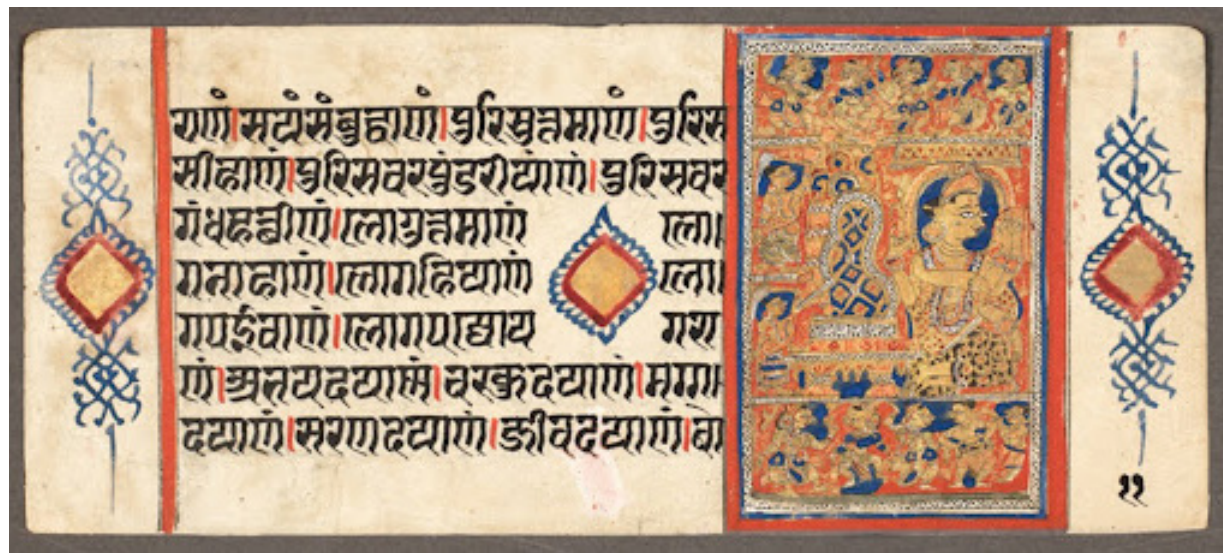 राणं।सयंसंबुद्धाणं।पुरिसुत्तमाणं।पुरिस
सीहाणं।पुरिसवरपुंडरीयाणं।पुरिसवर
गंधहत्थीणं।लोगुत्तमाणं लो
गनाहाणं।लोगहियाणं लो
गपईवाणं।लोगपज्जोय गरा
णं।अभयदयाणं।चक्खुदयाणं।मग्ग
दयाणं।सरणदयाणं।जीवदयाणं।बो
११